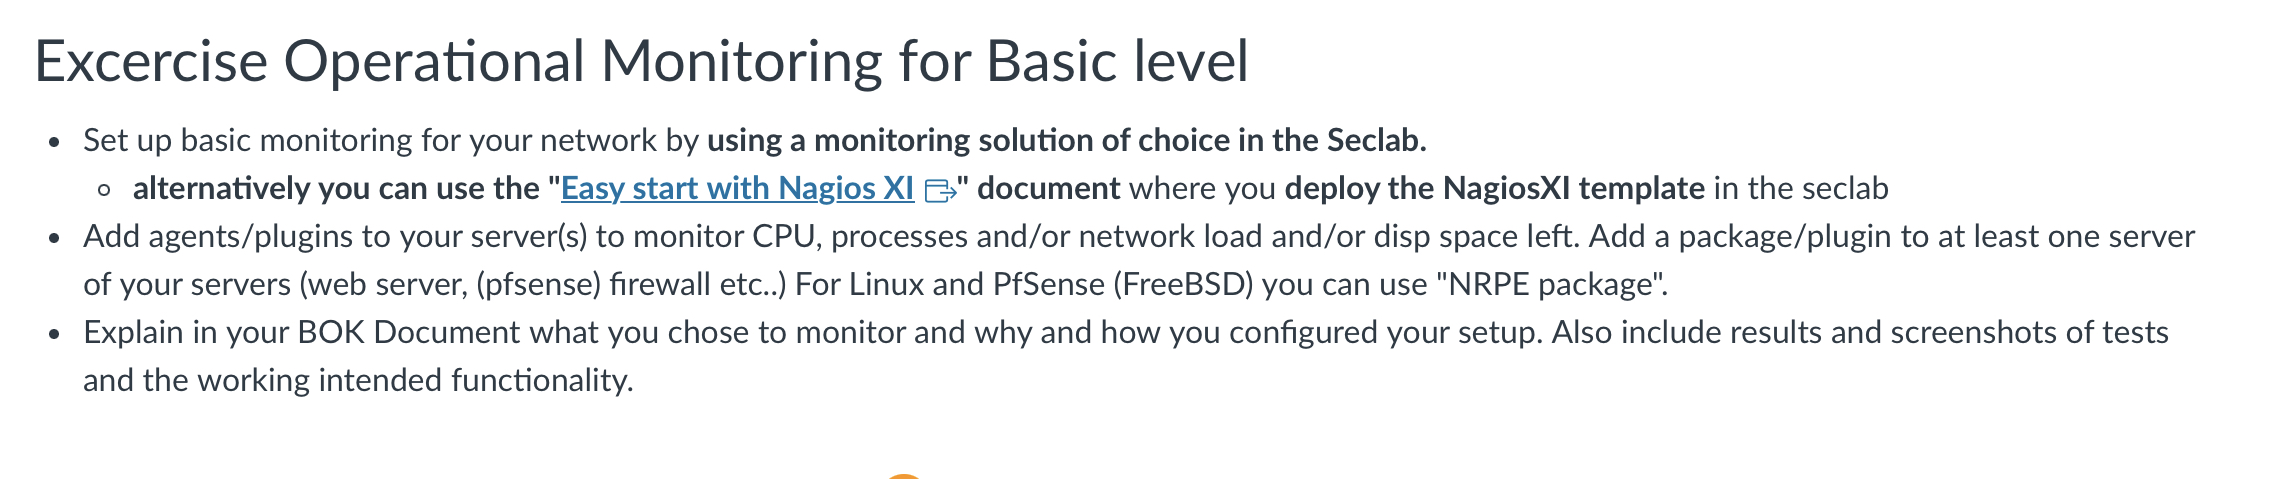 Excercise Operational Monitoring for Basic level
• Set up basic monitoring for your network by using a monitoring solution of choice in the Seclab.
◦ alternatively you can use the "Easy start with Nagios XI" document where you deploy the NagiosXI template in the seclab
• Add agents/plugins to your server(s) to monitor CPU, processes and/or network load and/or disp space left. Add a package/plugin to at least one server
of your servers (web server, (pfsense) firewall etc..) For Linux and PfSense (FreeBSD) you can use "NRPE package".
• Explain in your BOK Document what you chose to monitor and why and how you configured your setup. Also include results and screenshots of tests
and the working intended functionality.